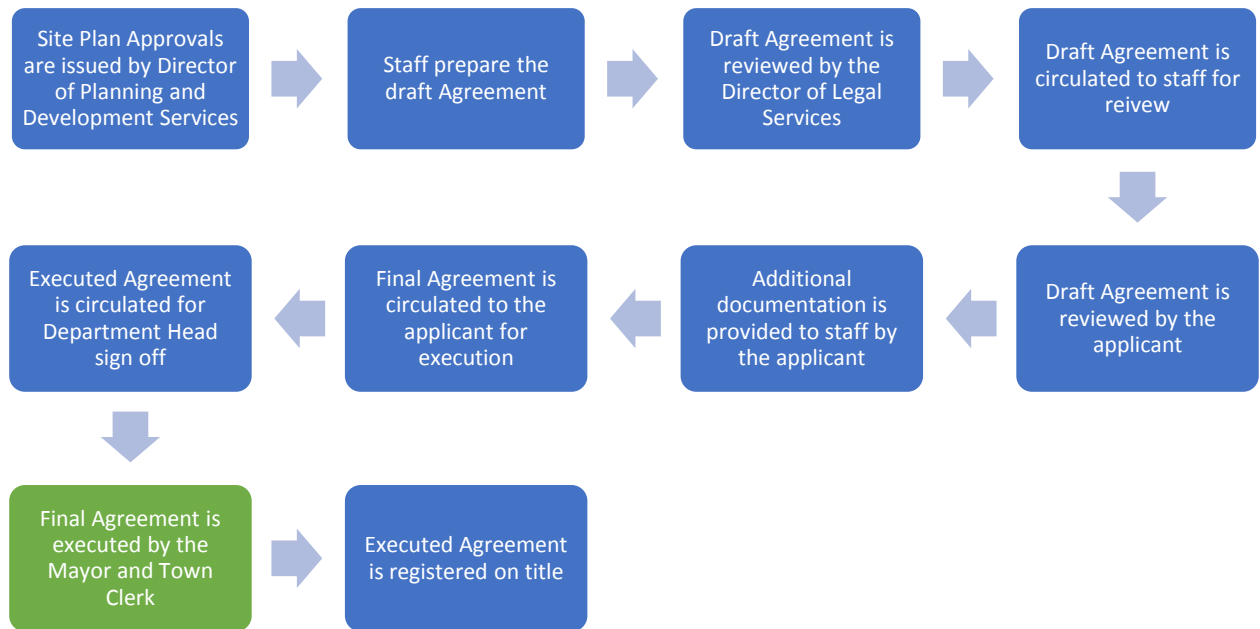 Site Plan Approvals
are issued by Director
of Planning and
Development Services
Staff prepare the
draft Agreement
Draft Agreement is
reviewed by the
Director of Legal
Services
Draft Agreement is
circulated to staff for
reivew
Draft Agreement is
reviewed by the
applicant
Additional
documentation is
provided to staff by
the applicant
Final Agreement is
circulated to the
applicant for
execution
Executed Agreement
is circulated for
Department Head
sign off
Final Agreement is
executed by the
Mayor and Town
Clerk
Executed Agreement
is registered on title